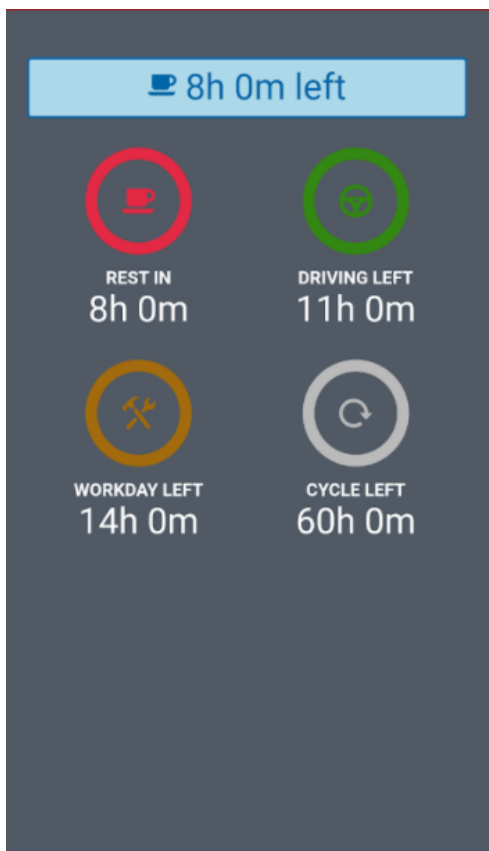 8h 0m left
REST IN
8h 0m
DRIVING LEFT
11h 0m
WORKDAY LEFT
14h 0m
CYCLE LEFT
60h 0m